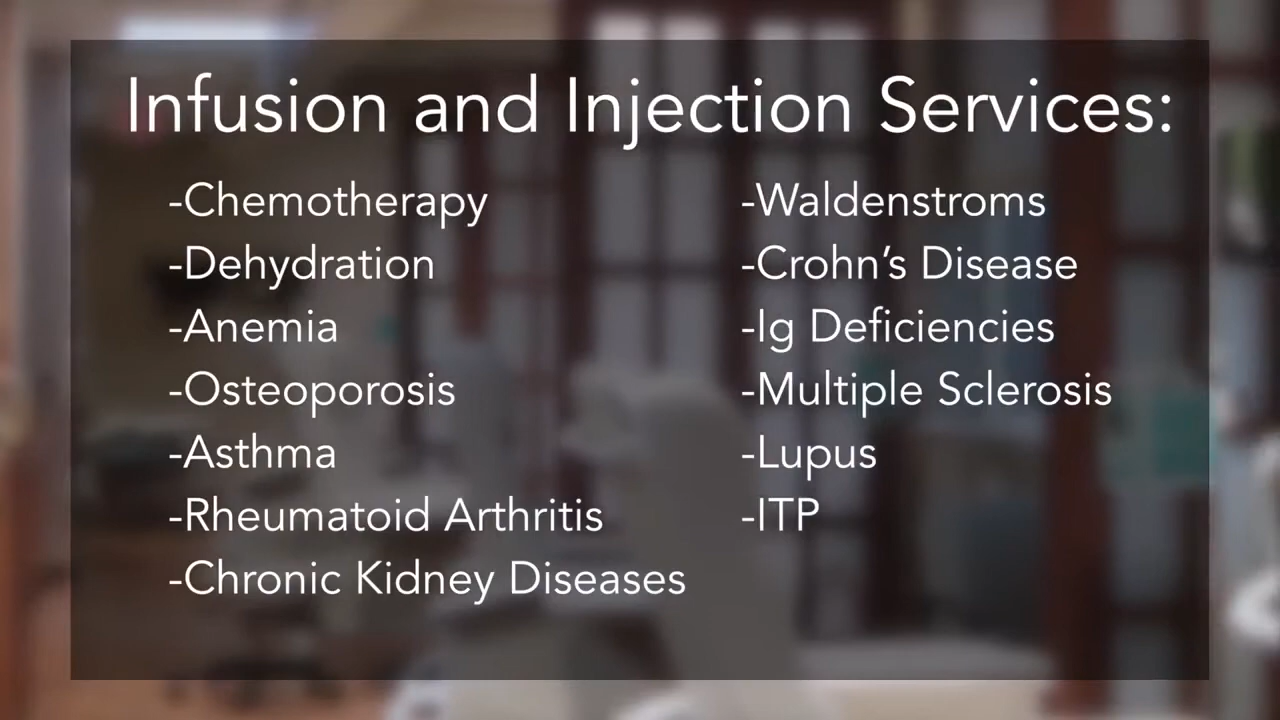 Infusion and Injection Services:
-Chemotherapy
-Dehydration
-Anemia
-Osteoporosis
-Asthma
-Rheumatoid Arthritis
-Chronic Kidney Diseases
-Waldenstroms
-Crohn’s Disease
-Ig Deficiencies
-Multiple Sclerosis
-Lupus
-ITP